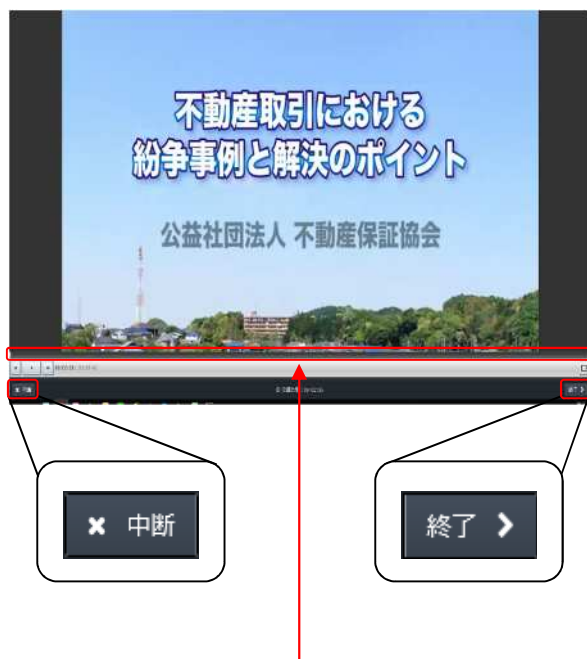 不動産取引における
紛争事例と解決のポイント
公益社団法人 不動産保証協会
✖ 中断
終了 ❯